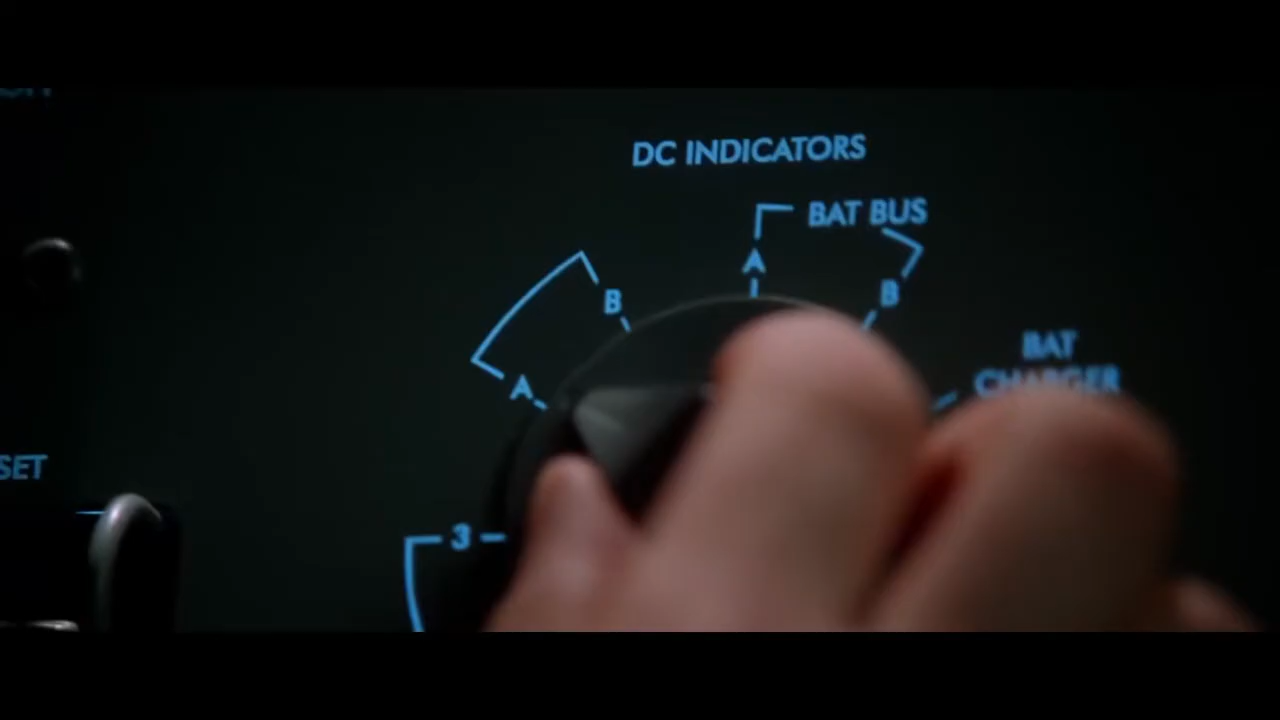 DC INDICATORS
BAT BUS
A
B
B
BAT
CHARGER
A
SET
3